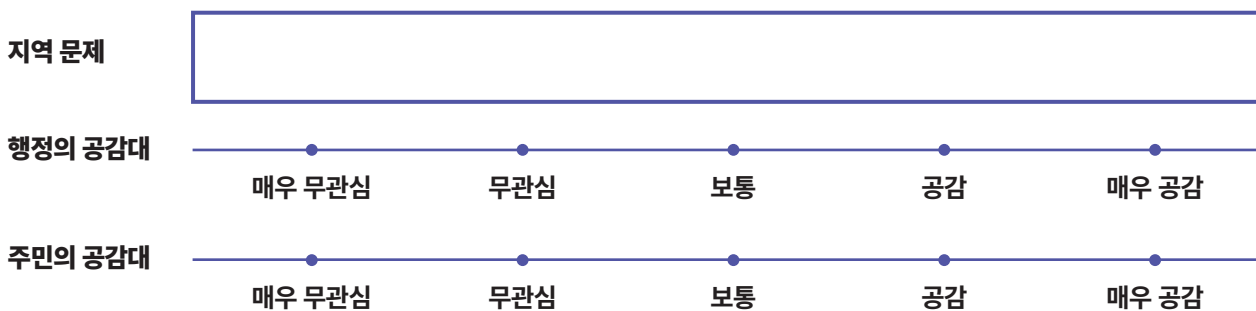 지역 문제
행정의 공감대
매우 무관심 무관심 보통 공감 매우 공감
주민의 공감대
매우 무관심 무관심 보통 공감 매우 공감